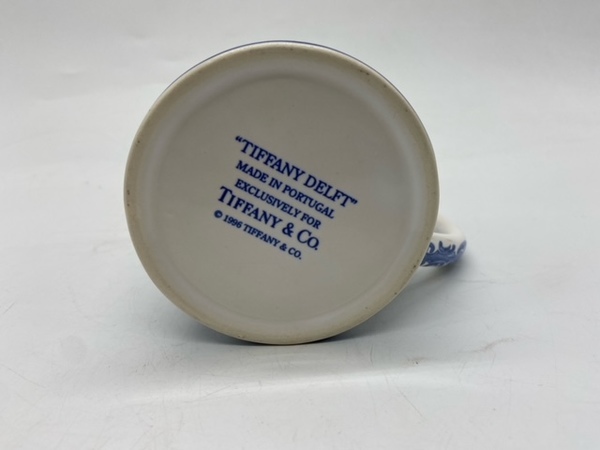 "TIFFANY DELFT"
MADE IN PORTUGAL
EXCLUSIVELY FOR
TIFFANY & CO.
© 1996 TIFFANY & CO.